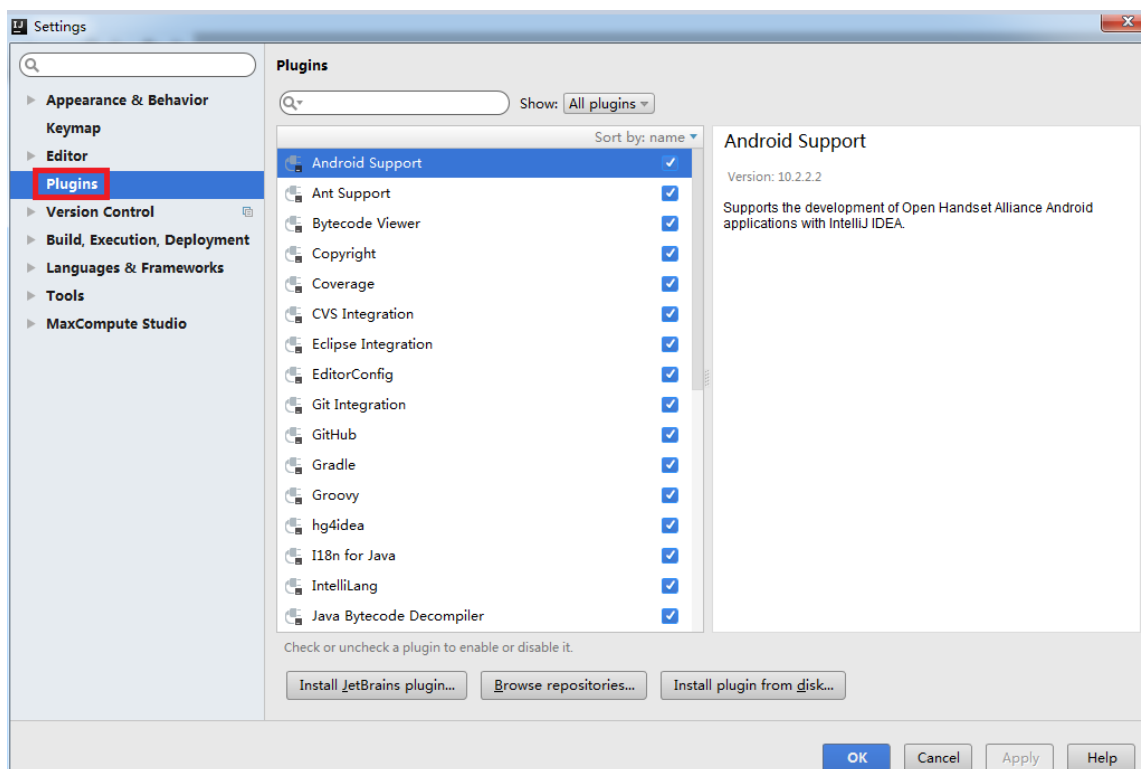 Settings
Appearance & Behavior
Keymap
Editor
Plugins
Version Control
Build, Execution, Deployment
Languages & Frameworks
Tools
MaxCompute Studio
Plugins
Show: All plugins
Sort by: name
Android Support
Ant Support
Bytecode Viewer
Copyright
Coverage
CVS Integration
Eclipse Integration
EditorConfig
Git Integration
GitHub
Gradle
Groovy
hg4idea
I18n for Java
IntelliLang
Java Bytecode Decompiler
Check or uncheck a plugin to enable or disable it.
Install JetBrains plugin... Browse repositories... Install plugin from disk...
Android Support
Version: 10.2.2.2
Supports the development of Open Handset Alliance Android
applications with IntelliJ IDEA.
OK Cancel Apply Help